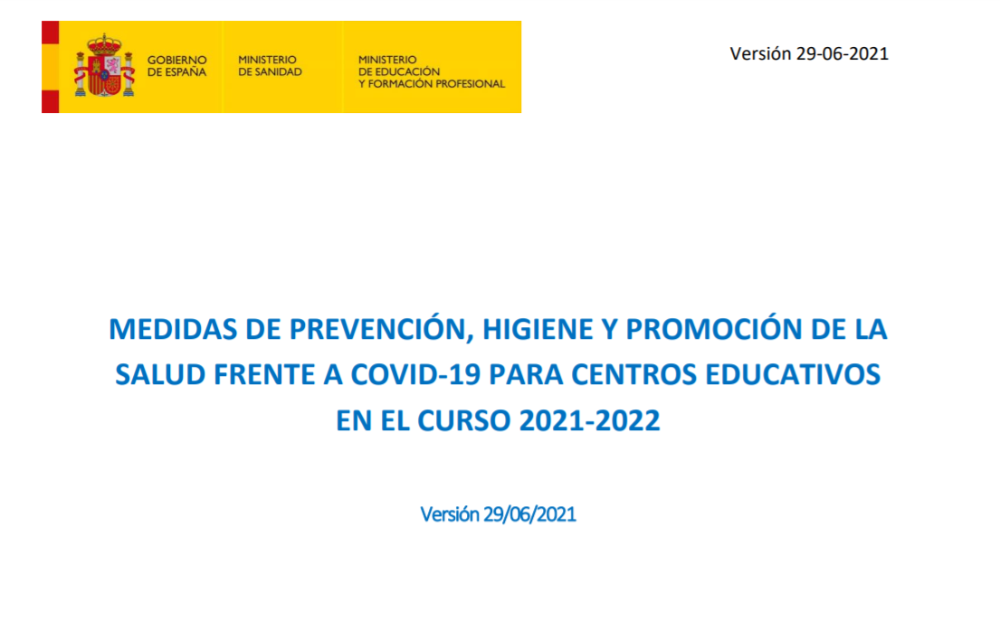 GOBIERNO
DE ESPAÑA
MINISTERIO
DE SANIDAD
MINISTERIO
DE EDUCACIÓN
Y FORMACIÓN PROFESIONAL
Versión 29-06-2021
MEDIDAS DE PREVENCIÓN, HIGIENE Y PROMOCIÓN DE LA
SALUD FRENTE A COVID-19 PARA CENTROS EDUCATIVOS
EN EL CURSO 2021-2022
Versión 29/06/2021